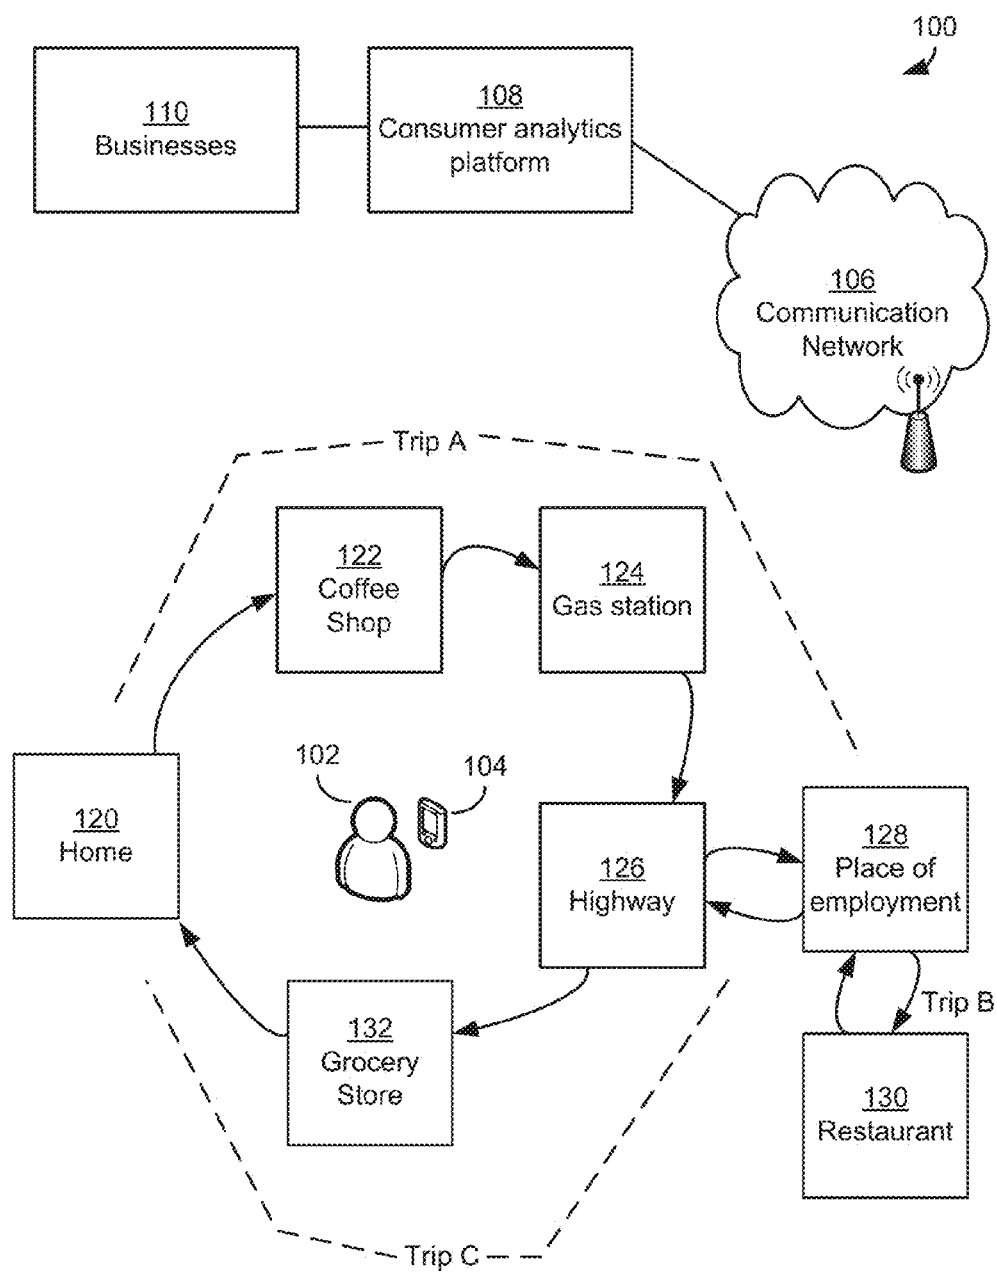 100
110
Businesses
108
Consumer analytics
platform
106
Communication
Network
Trip A
122
Coffee
Shop
124
Gas station
102
104
120
Home
126
Highway
128
Place of
employment
Trip B
132
Grocery
Store
130
Restaurant
Trip C